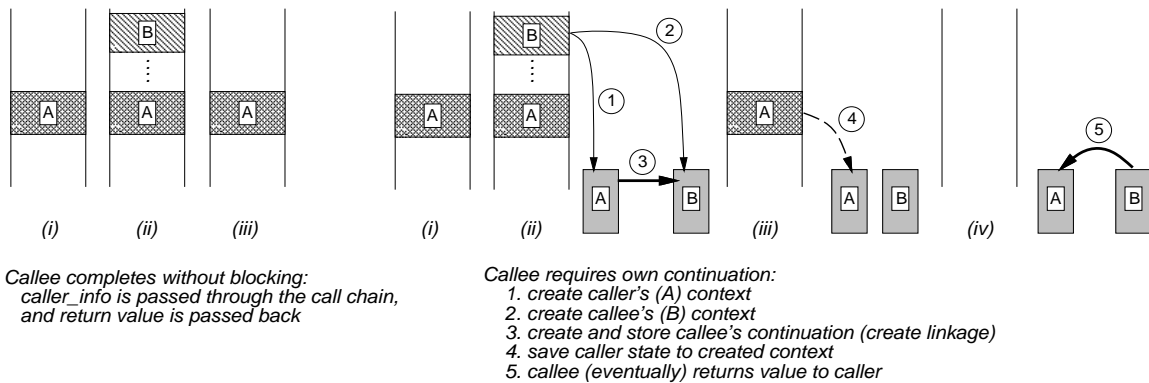 B
A
A
A
(i)
(ii)
(iii)
Callee completes without blocking:
caller_info is passed through the call chain,
and return value is passed back
B
2
A
A
1
3
A
B
A
4
A
B
5
A
B
(i)
(ii)
(iii)
(iv)
Callee requires own continuation:
1. create caller's (A) context
2. create callee's (B) context
3. create and store callee's continuation (create linkage)
4. save caller state to created context
5. callee (eventually) returns value to caller